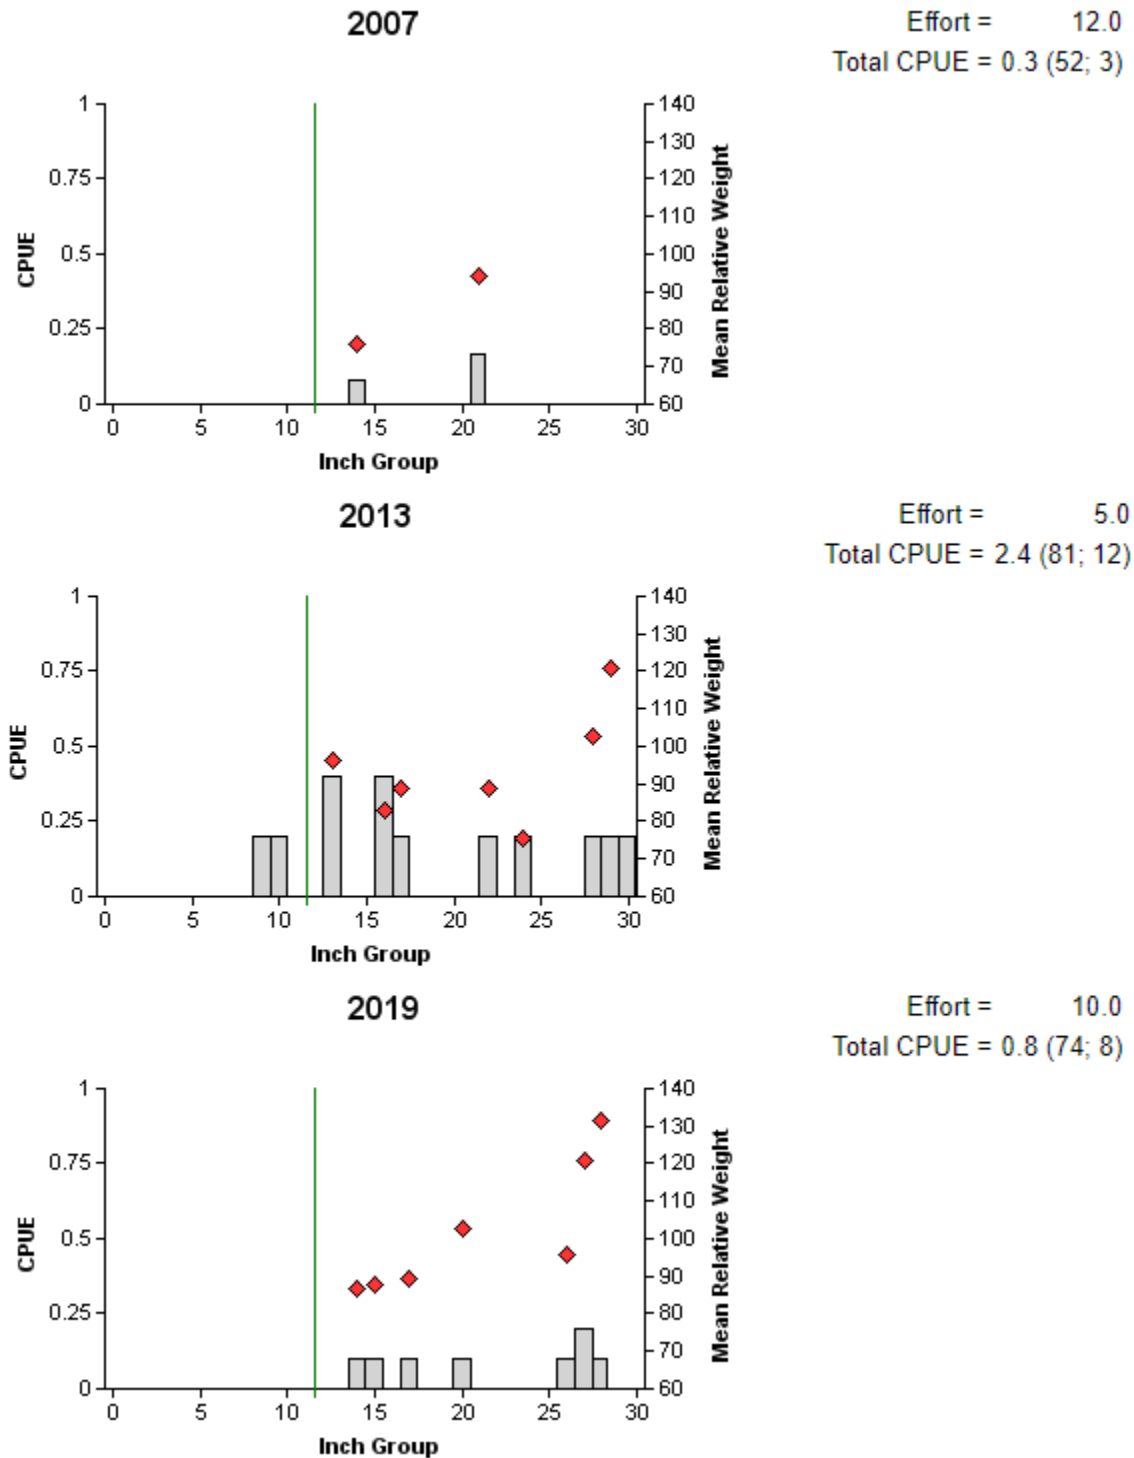 2007
Effort = 12.0
Total CPUE = 0.3 (52; 3)
1
0.75
0.5
0.25
0
CPUE
140
130
120
110
100
90
80
70
60
Mean Relative Weight
0 5 10 15 20 25 30
Inch Group
2013
Effort = 5.0
Total CPUE = 2.4 (81; 12)
1
0.75
0.5
0.25
0
CPUE
140
130
120
110
100
90
80
70
60
Mean Relative Weight
0 5 10 15 20 25 30
Inch Group
2019
Effort = 10.0
Total CPUE = 0.8 (74; 8)
1
0.75
0.5
0.25
0
CPUE
140
130
120
110
100
90
80
70
60
Mean Relative Weight
0 5 10 15 20 25 30
Inch Group